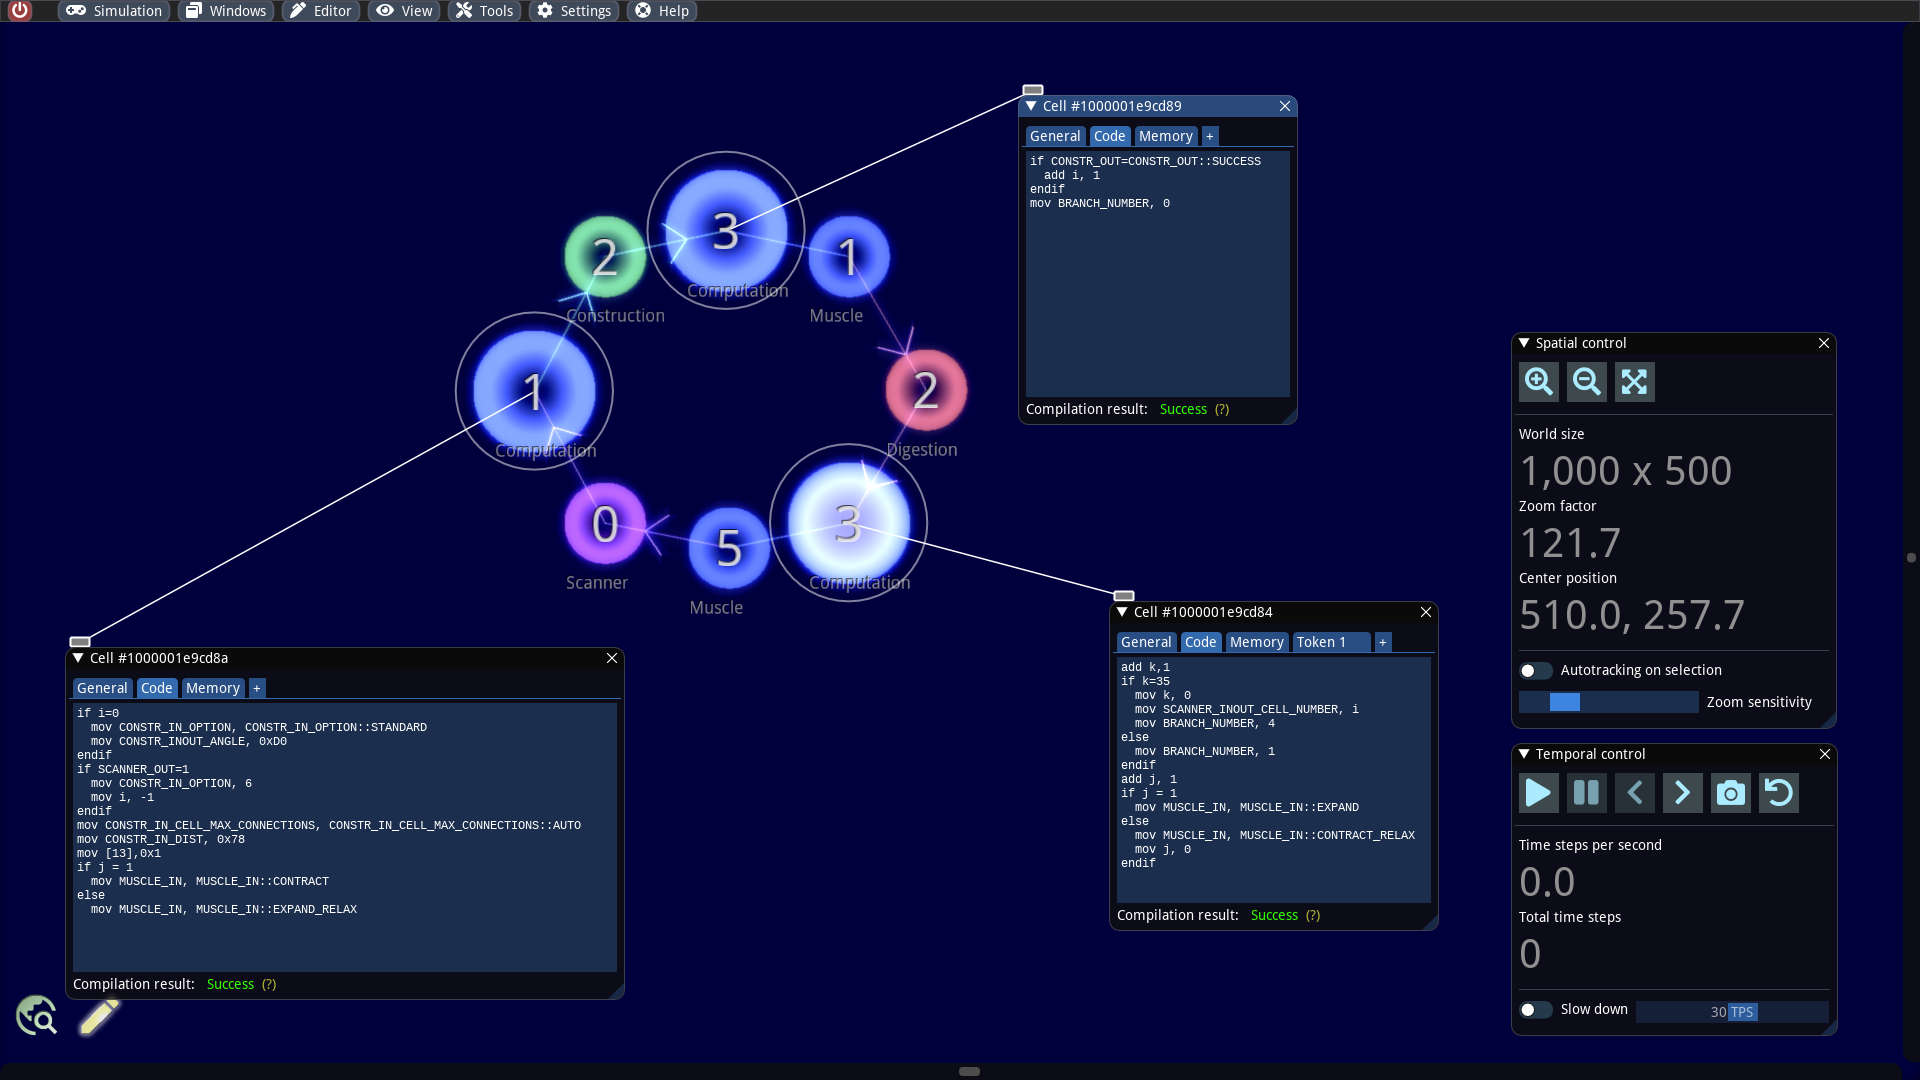 Simulation Windows Editor View Tools Settings Help
Cell #1000001e9cd89
General Code Memory +
if CONSTR_OUT=CONSTR_OUT::SUCCESS
  add i, 1
endif
mov BRANCH_NUMBER, 0
Compilation result: Success (?)
3
Computation
2
Construction
1
Muscle
1
Computation
2
Digestion
3
Computation
0
Scanner
5
Muscle
Cell #1000001e9cd8a
General Code Memory +
if i=0
  mov CONSTR_IN_OPTION, CONSTR_IN_OPTION::STANDARD
  mov CONSTR_INOUT_ANGLE, 0xD0
endif
if SCANNER_OUT=1
  mov CONSTR_IN_OPTION, 6
  mov i, -1
endif
mov CONSTR_IN_CELL_MAX_CONNECTIONS, CONSTR_IN_CELL_MAX_CONNECTIONS::AUTO
mov CONSTR_IN_DIST, 0x78
mov [13],0x1
if j = 1
  mov MUSCLE_IN, MUSCLE_IN::CONTRACT
else
  mov MUSCLE_IN, MUSCLE_IN::EXPAND_RELAX
Compilation result: Success (?)
Cell #1000001e9cd84
General Code Memory Token 1 +
add k,1
if k=35
  mov k, 0
  mov SCANNER_INOUT_CELL_NUMBER, i
  mov BRANCH_NUMBER, 4
else
  mov BRANCH_NUMBER, 1
endif
add j, 1
if j = 1
  mov MUSCLE_IN, MUSCLE_IN::EXPAND
else
  mov MUSCLE_IN, MUSCLE_IN::CONTRACT_RELAX
  mov j, 0
endif
Compilation result: Success (?)
Spatial control
World size
1,000 x 500
Zoom factor
121.7
Center position
510.0, 257.7
Autotracking on selection
Zoom sensitivity
Temporal control
Time steps per second
0.0
Total time steps
0
Slow down 30 TPS